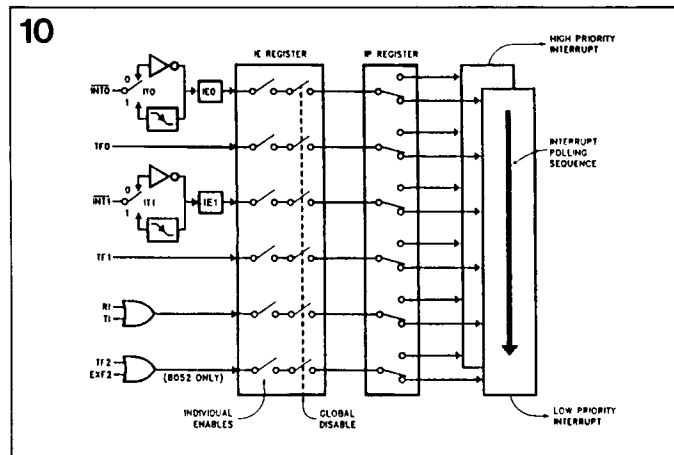 10
IE REGISTER
IP REGISTER
HIGH PRIORITY
INTERRUPT
INT0
0
1
IT0
IE0
TF0
INTERRUPT
POLLING
SEQUENCE
INT1
0
1
IT1
IE1
TF1
RI
TI
TF2
EXF2
(8052 ONLY)
INDIVIDUAL
ENABLES
GLOBAL
DISABLE
LOW PRIORITY
INTERRUPT